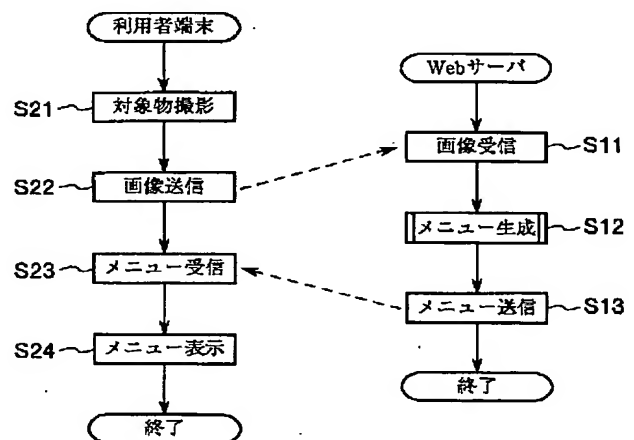 利用者端末
S21
対象物撮影
S22
画像送信
S23
メニュー受信
S24
メニュー表示
終了
Webサーバ
画像受信
S11
メニュー生成
S12
メニュー送信
S13
終了